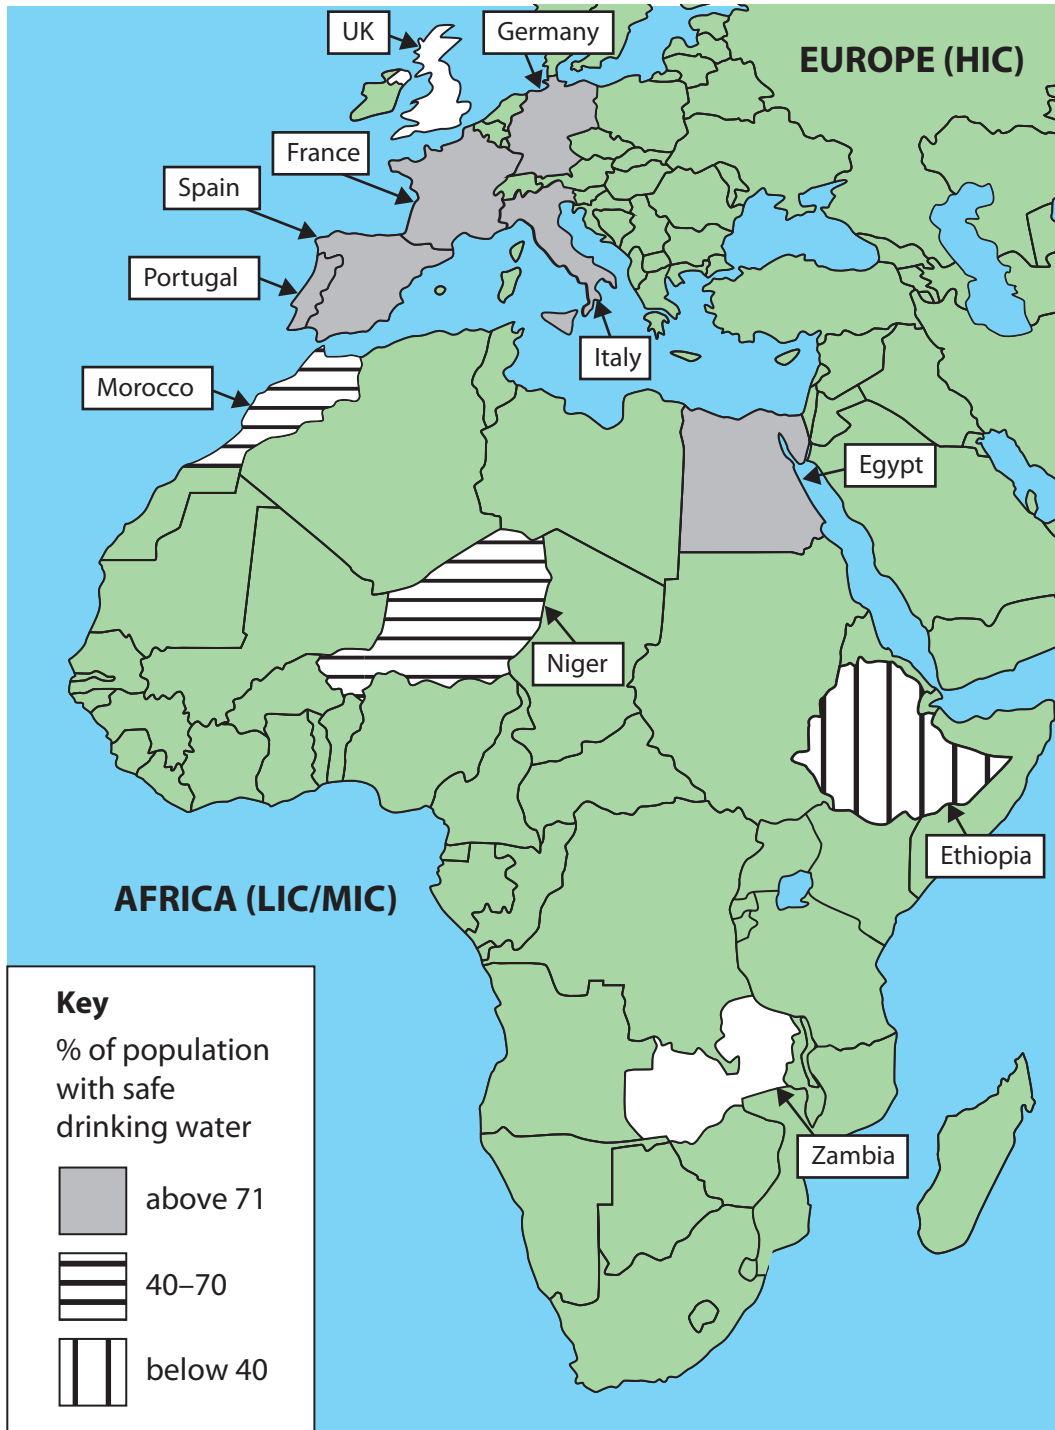 UK
Germany
EUROPE (HIC)
France
Spain
Portugal
Italy
Morocco
Egypt
Niger
Ethiopia
AFRICA (LIC/MIC)
Zambia
Key
% of population
with safe
drinking water
above 71
40–70
below 40